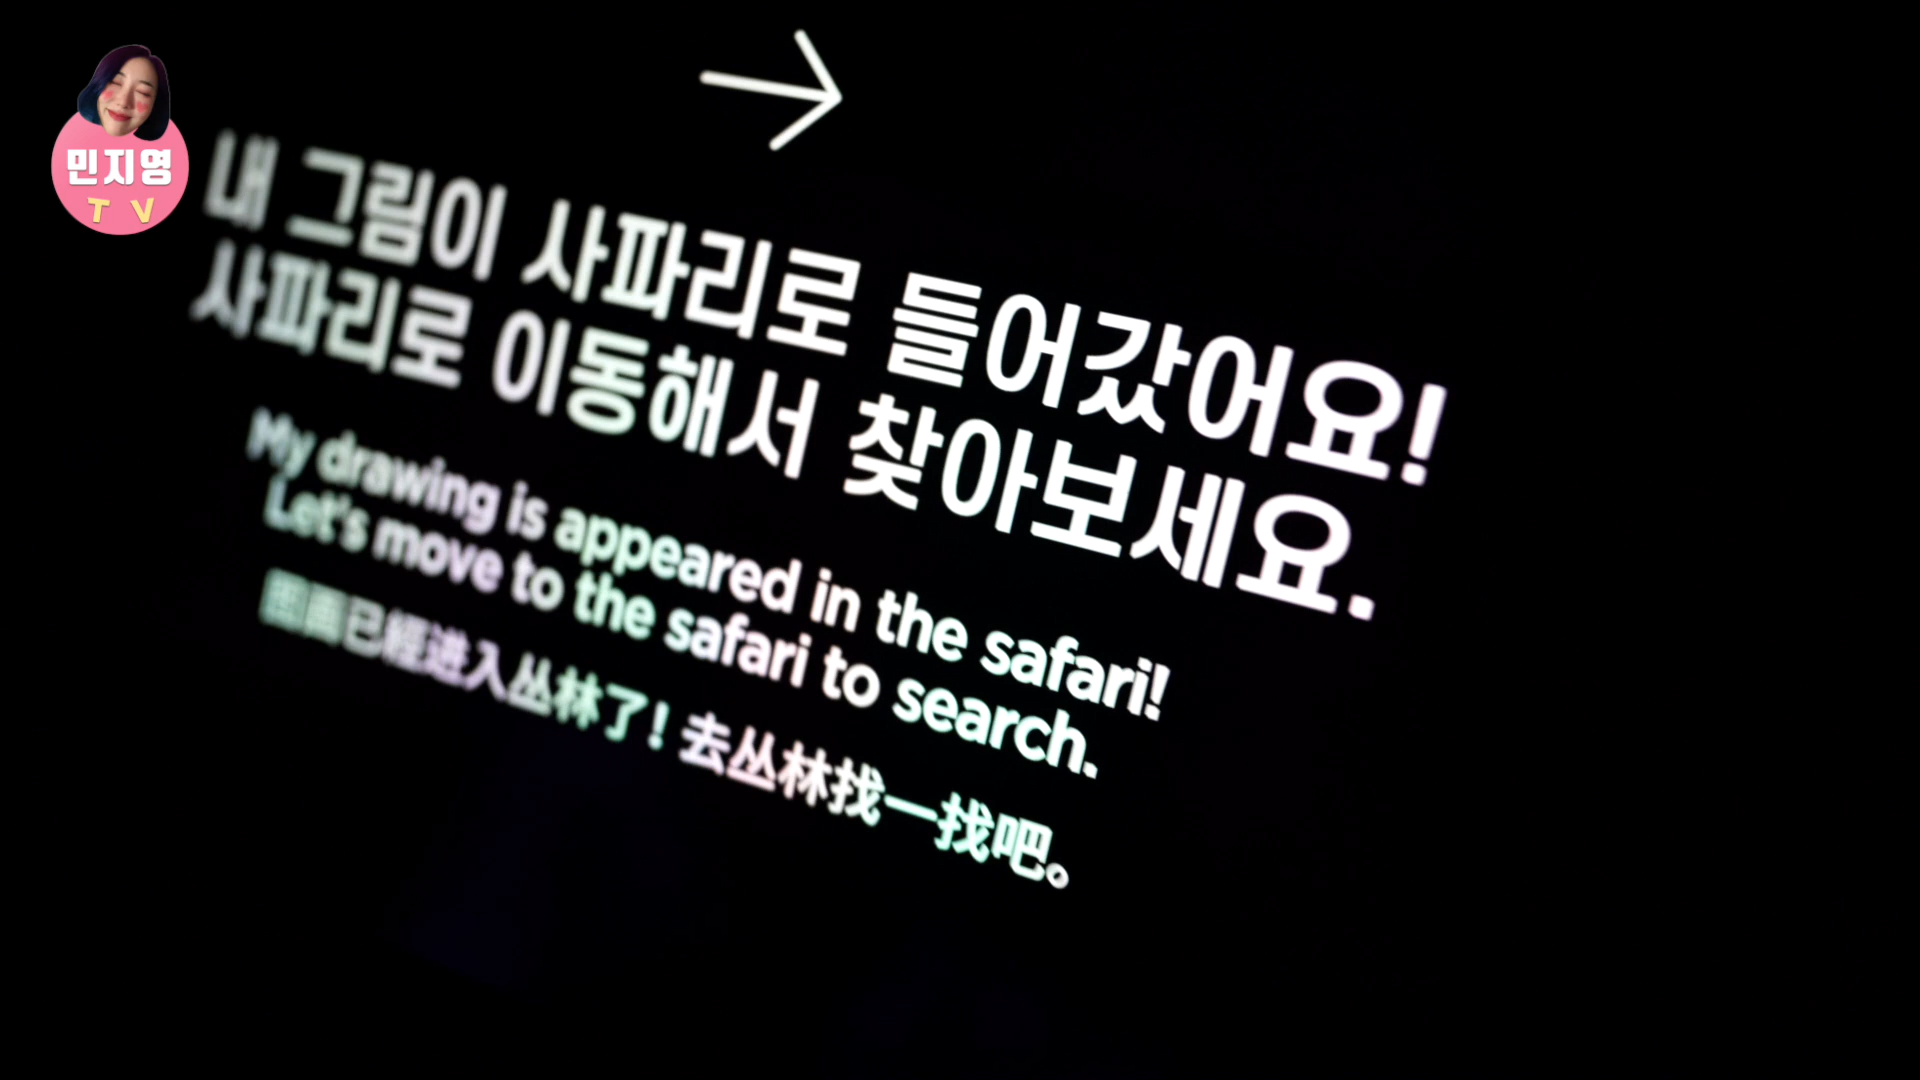 민지영
TV
내 그림이 사파리로 들어갔어요!
사파리로 이동해서 찾아보세요.
My drawing is appeared in the safari!
Let's move to the safari to search.
圖畵已經进入丛林了! 去丛林找一找吧。